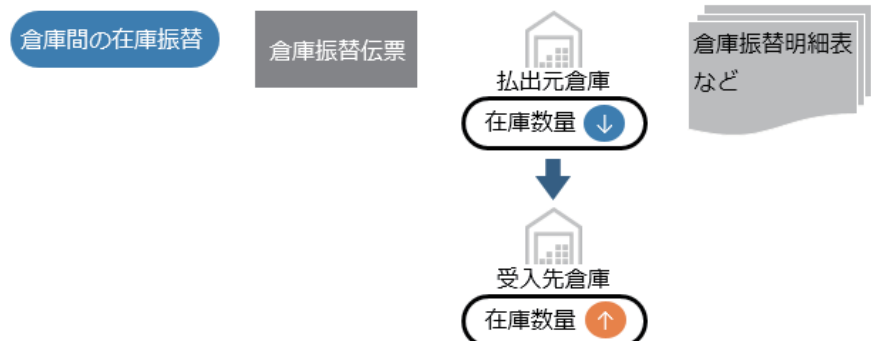 倉庫間の在庫振替
倉庫振替伝票
払出元倉庫
在庫数量 ↓
受入先倉庫
在庫数量 ↑
倉庫振替明細表
など